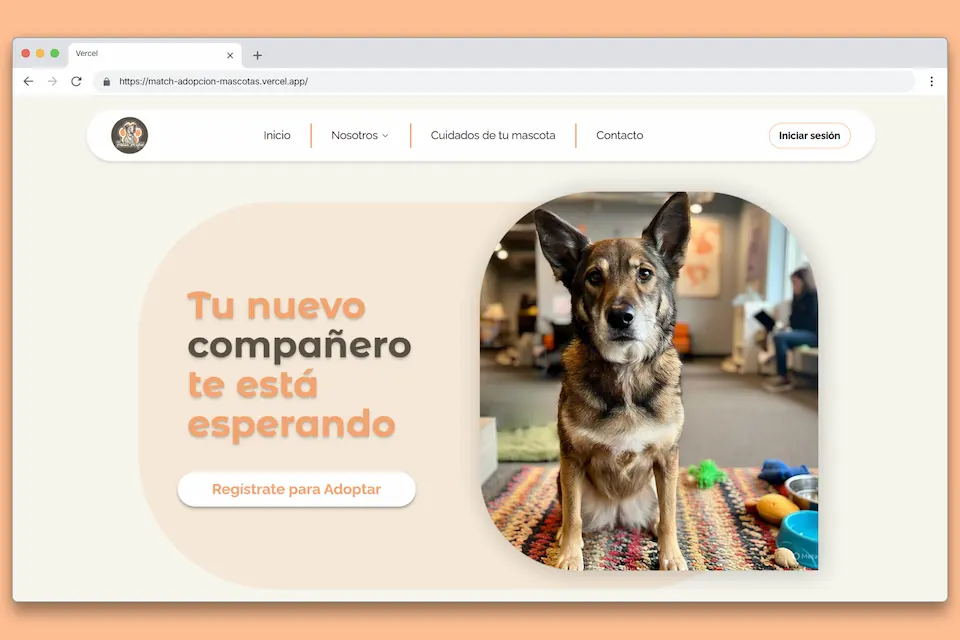 Vercel
https://match-adopcion-mascotas.vercel.app/
Inicio
Nosotros
Cuidados de tu mascota
Contacto
Iniciar sesión
Tu nuevo
compañero
te está
esperando
Regístrate para Adoptar
Meta